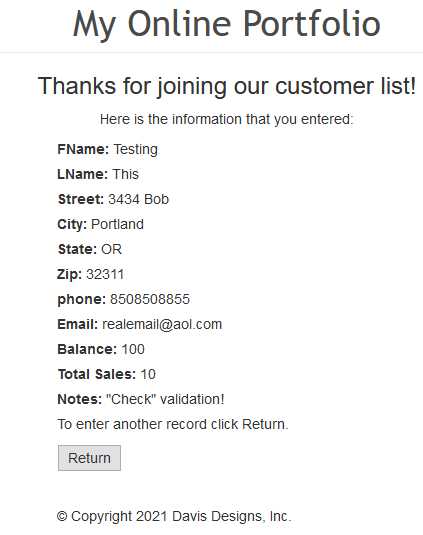 My Online Portfolio
Thanks for joining our customer list!
Here is the information that you entered:
FName: Testing
LName: This
Street: 3434 Bob
City: Portland
State: OR
Zip: 32311
phone: 8508508855
Email: realemail@aol.com
Balance: 100
Total Sales: 10
Notes: "Check" validation!
To enter another record click Return.
Return
© Copyright 2021 Davis Designs, Inc.